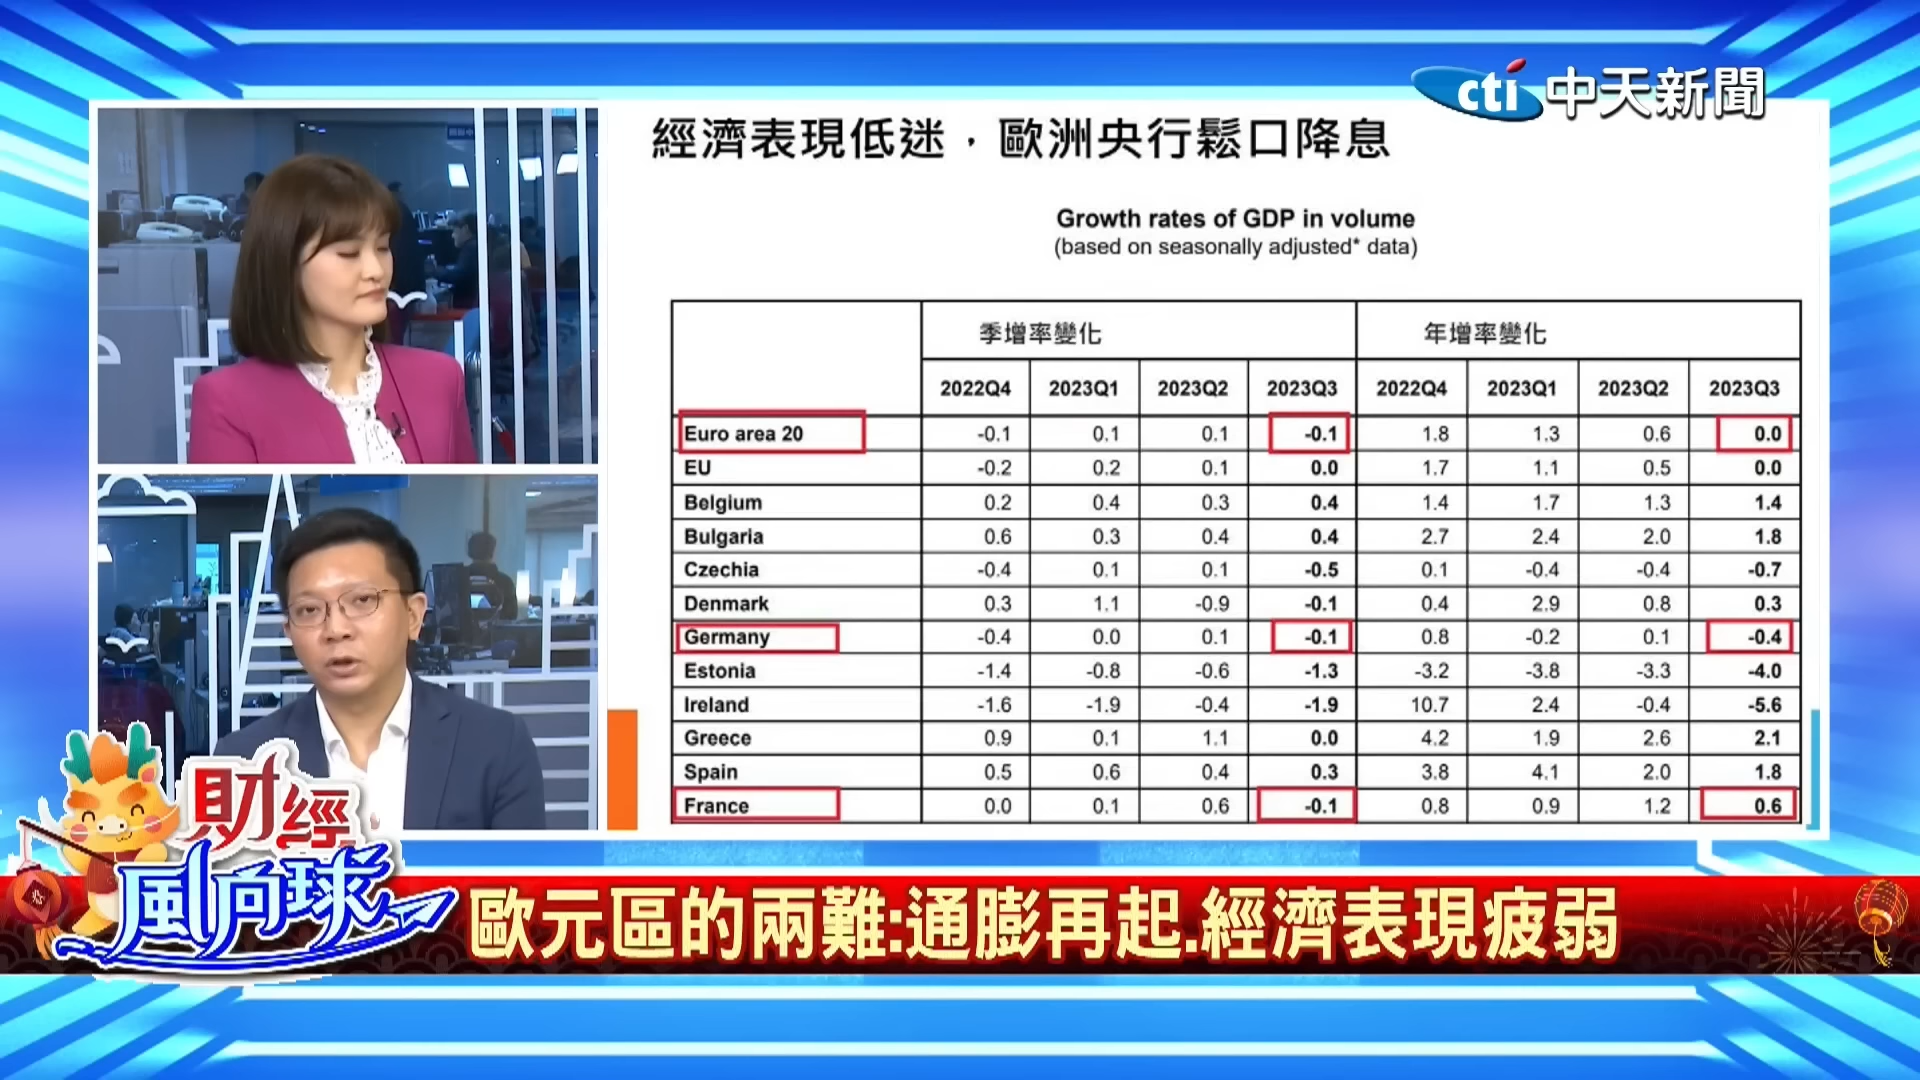 cti 中天新聞
經濟表現低迷，歐洲央行鬆口降息
Growth rates of GDP in volume
(based on seasonally adjusted* data)
季增率變化 年增率變化
2022Q4 2023Q1 2023Q2 2023Q3 2022Q4 2023Q1 2023Q2 2023Q3
Euro area 20 -0.1 0.1 0.1 -0.1 1.8 1.3 0.6 0.0
EU -0.2 0.2 0.1 0.0 1.7 1.1 0.5 0.0
Belgium 0.2 0.4 0.3 0.4 1.4 1.7 1.3 1.4
Bulgaria 0.6 0.3 0.4 0.4 2.7 2.4 2.0 1.8
Czechia -0.4 0.1 0.1 -0.5 0.1 -0.4 -0.4 -0.7
Denmark 0.3 1.1 -0.9 -0.1 0.4 2.9 0.8 0.3
Germany -0.4 0.0 0.1 -0.1 0.8 -0.2 0.1 -0.4
Estonia -1.4 -0.8 -0.6 -1.3 -3.2 -3.8 -3.3 -4.0
Ireland -1.6 -1.9 -0.4 -1.9 10.7 2.4 -0.4 -5.6
Greece 0.9 0.1 1.1 0.0 4.2 1.9 2.6 2.1
Spain 0.5 0.6 0.4 0.3 3.8 4.1 2.0 1.8
France 0.0 0.1 0.6 -0.1 0.8 0.9 1.2 0.6
財經
風向球
歐元區的兩難:通膨再起.經濟表現疲弱